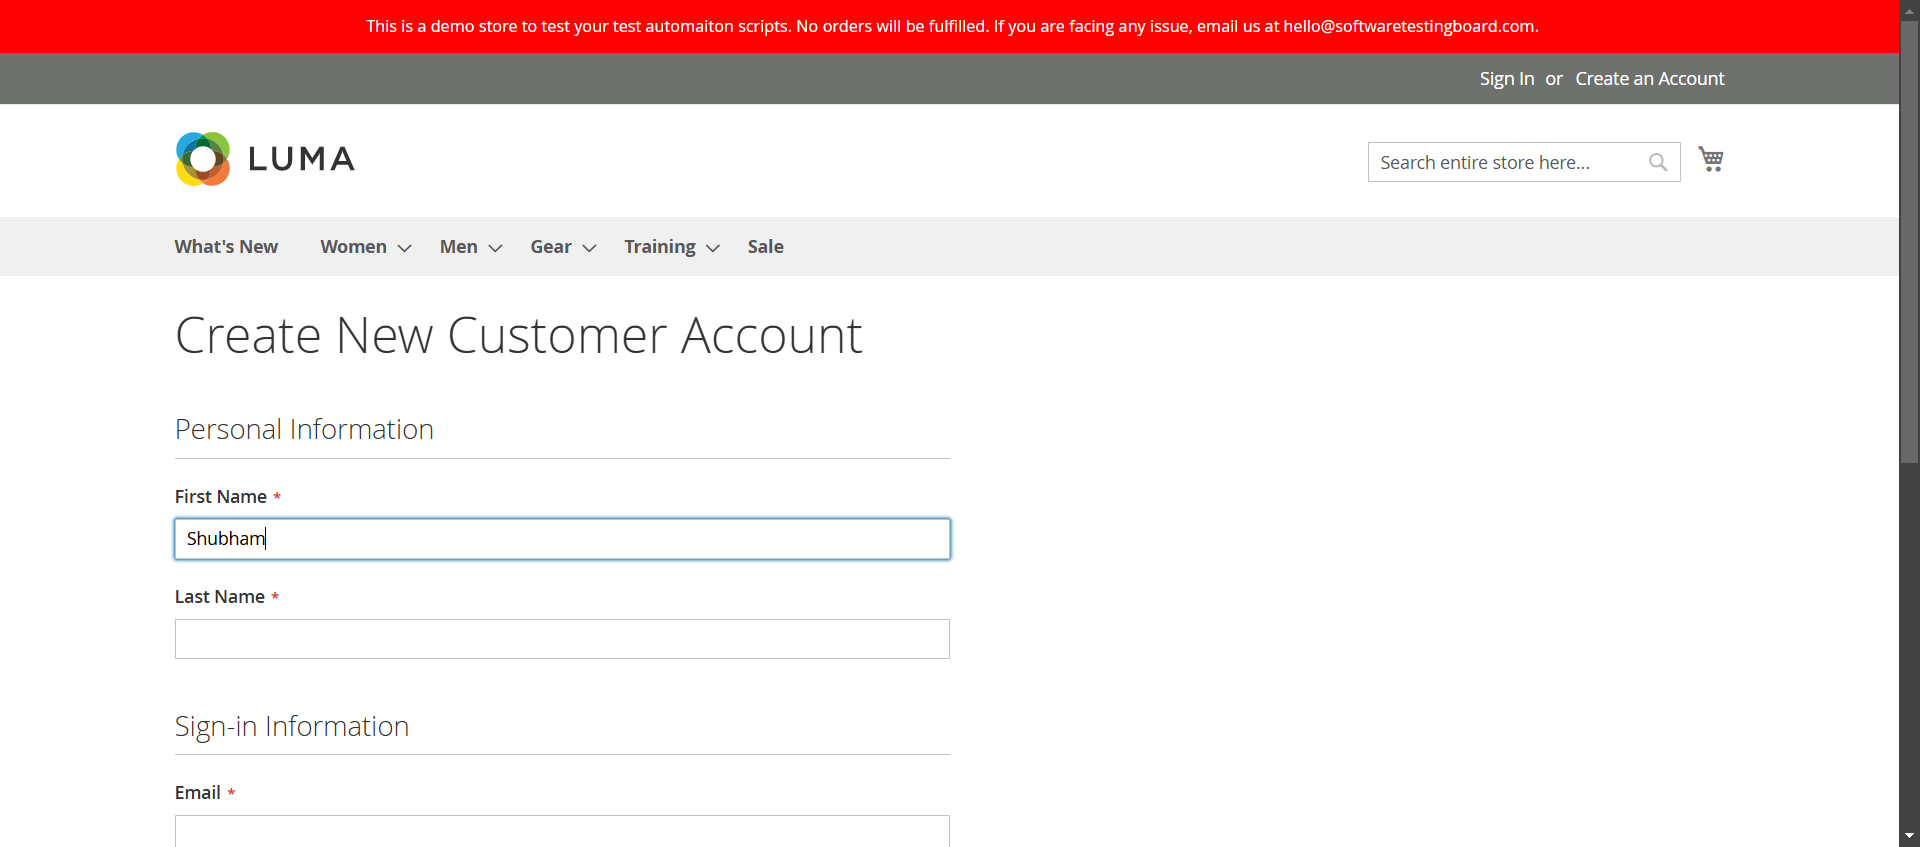 This is a demo store to test your test automaiton scripts. No orders will be fulfilled. If you are facing any issue, email us at hello@softwaretestingboard.com.
Sign In or Create an Account
LUMA
Search entire store here...
What's New Women Men Gear Training Sale
Create New Customer Account
Personal Information
First Name *
Shubham
Last Name *
Sign-in Information
Email *